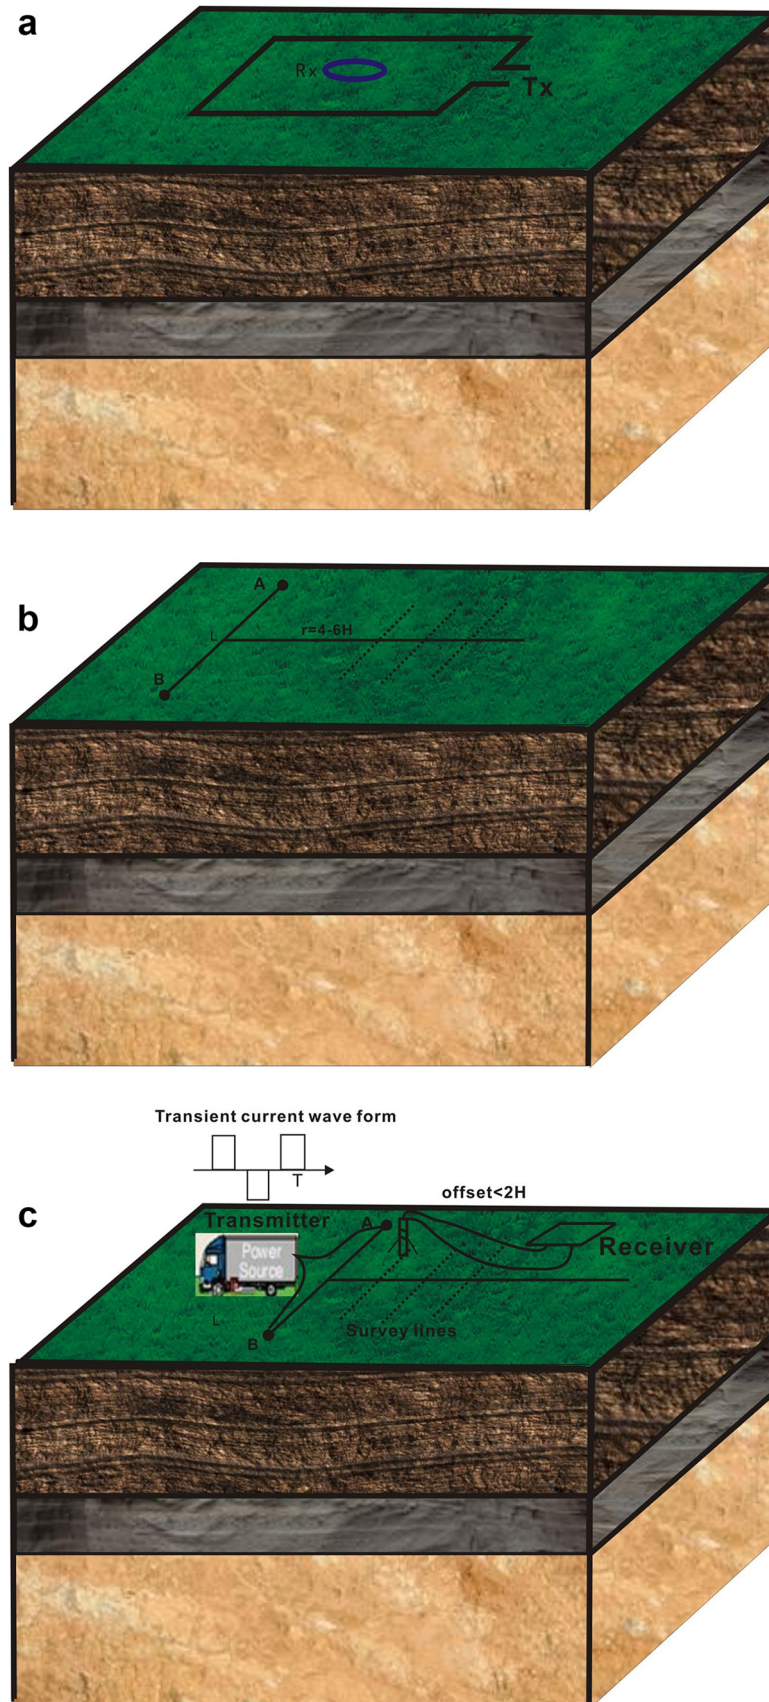 a
Rx
Tx
b
A
L
r=4-6H
B
Transient current wave form
T
offset<2H
c
Transmitter
A
Power
Source
Receiver
L
Survey lines
B